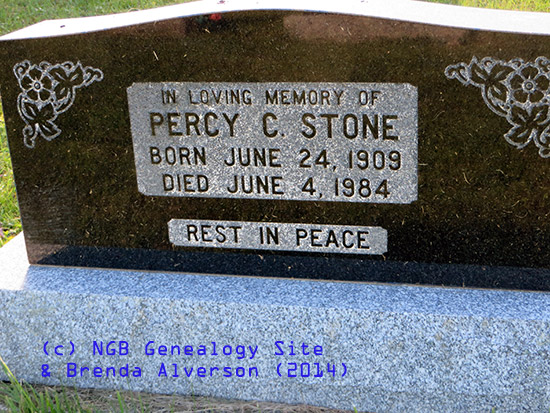 IN LOVING MEMORY OF
PERCY C. STONE
BORN JUNE 24, 1909
DIED JUNE 4, 1984
REST IN PEACE
(c) NGB Genealogy Site
& Brenda Alverson (2014)